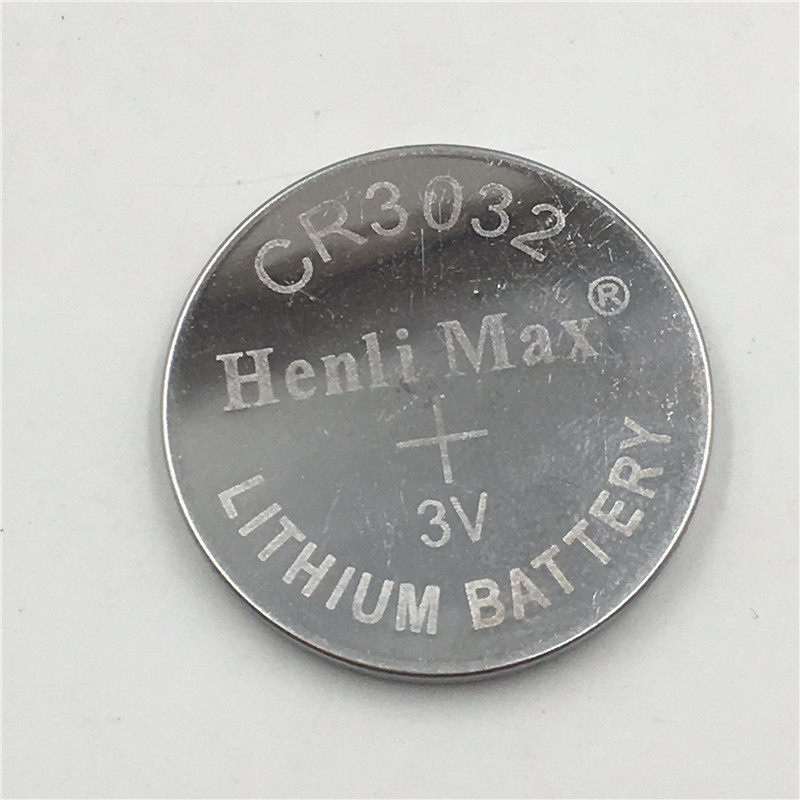 CR3032
Henli Max®
+
3V
LITHIUM BATTERY